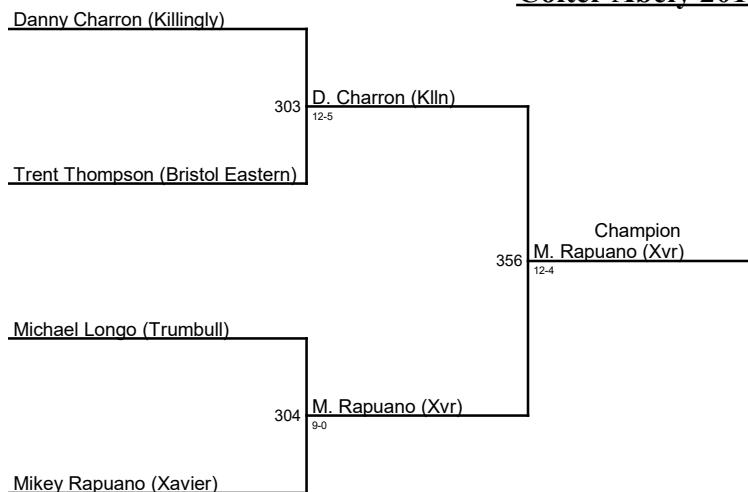 Danny Charron (Killingly)
303
D. Charron (Klln)
12-5
Trent Thompson (Bristol Eastern)
Champion
356
M. Rapuano (Xvr)
12-4
Michael Longo (Trumbull)
304
M. Rapuano (Xvr)
9-0
Mikey Rapuano (Xavier)